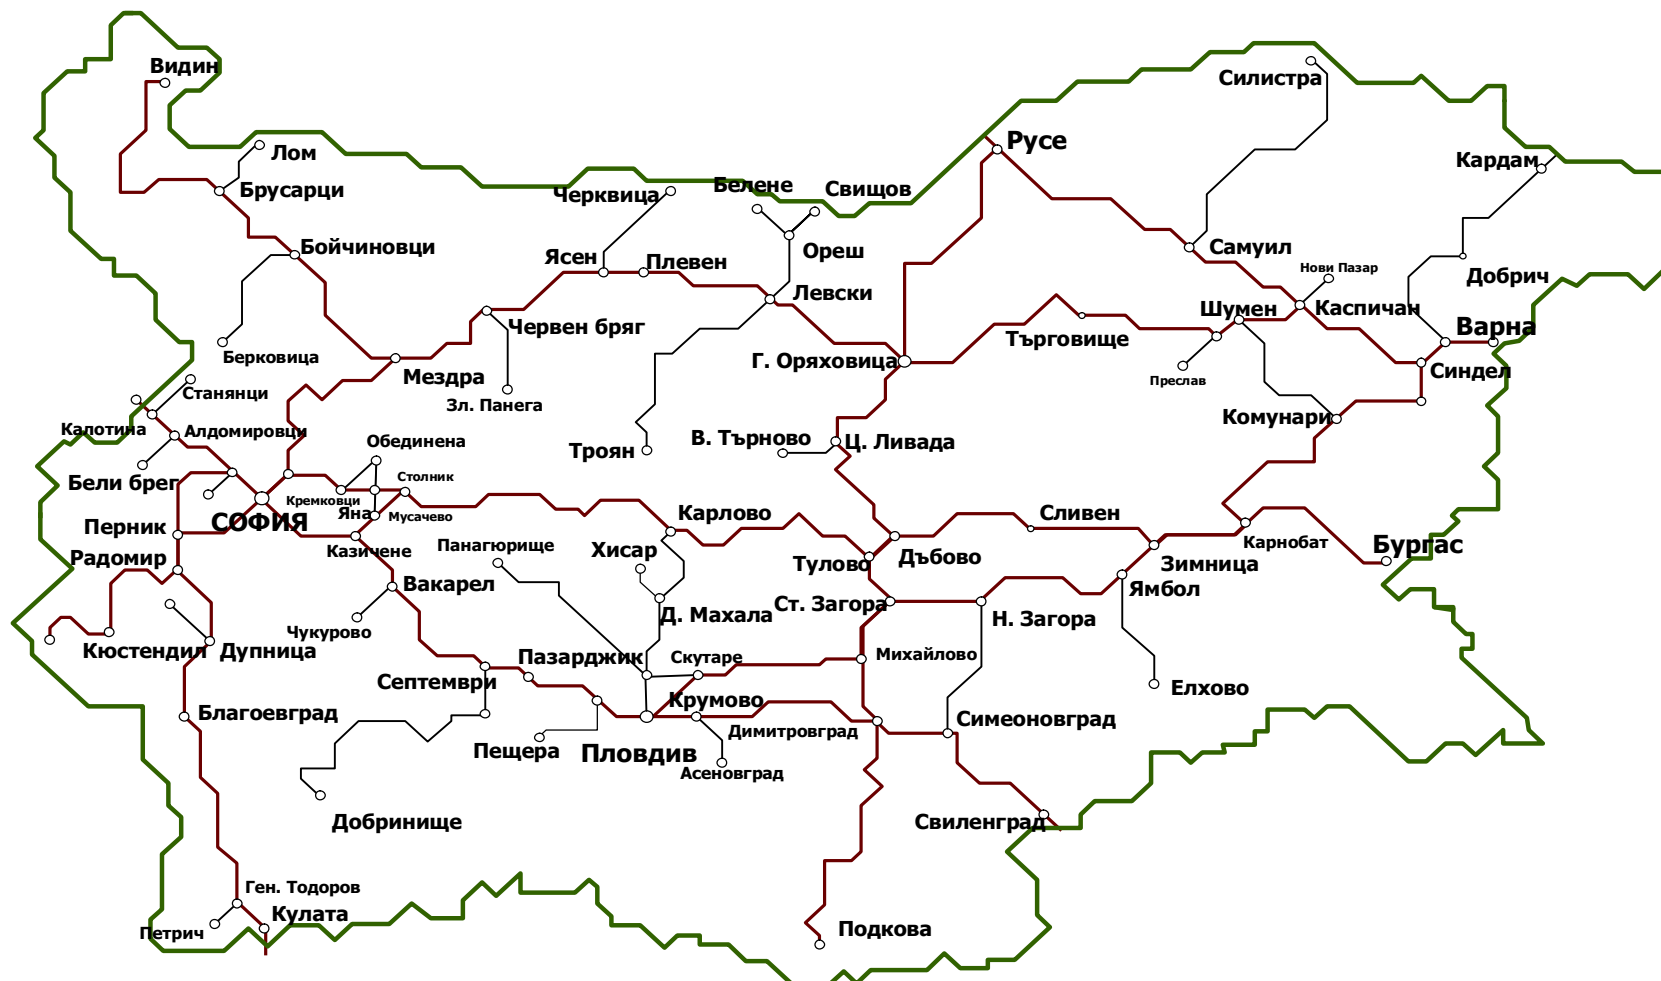 Видин
Силистра
Русе
Лом
Кардам
Брусарци
Белене
Свищов
Черквица
Бойчиновци
Ясен
Плевен
Ореш
Самуил
Нови Пазар
Добрич
Левски
Шумен
Каспичан
Червен бряг
Търговище
Варна
Берковица
Мездра
Г. Оряховица
Преслав
Синдел
Станянци
Зл. Панега
Комунари
Калотина
Алдомировци
Обединена
Троян
В. Търново
Ц. Ливада
Бели брег
Столник
Кремковци
СОФИЯ
Яна
Мусачево
Карлово
Сливен
Перник
Казичене
Панагюрище
Хисар
Тулово
Дъбово
Зимница
Карнобат
Бургас
Радомир
Вакарел
Ямбол
Чукурово
Д. Махала
Ст. Загора
Н. Загора
Кюстендил
Дупница
Пазарджик
Скутаре
Михайлово
Септември
Елхово
Крумово
Благоевград
Димитровград
Симеоновград
Пещера
Пловдив
Асеновград
Добринище
Свиленград
Ген. Тодоров
Кулата
Петрич
Подкова